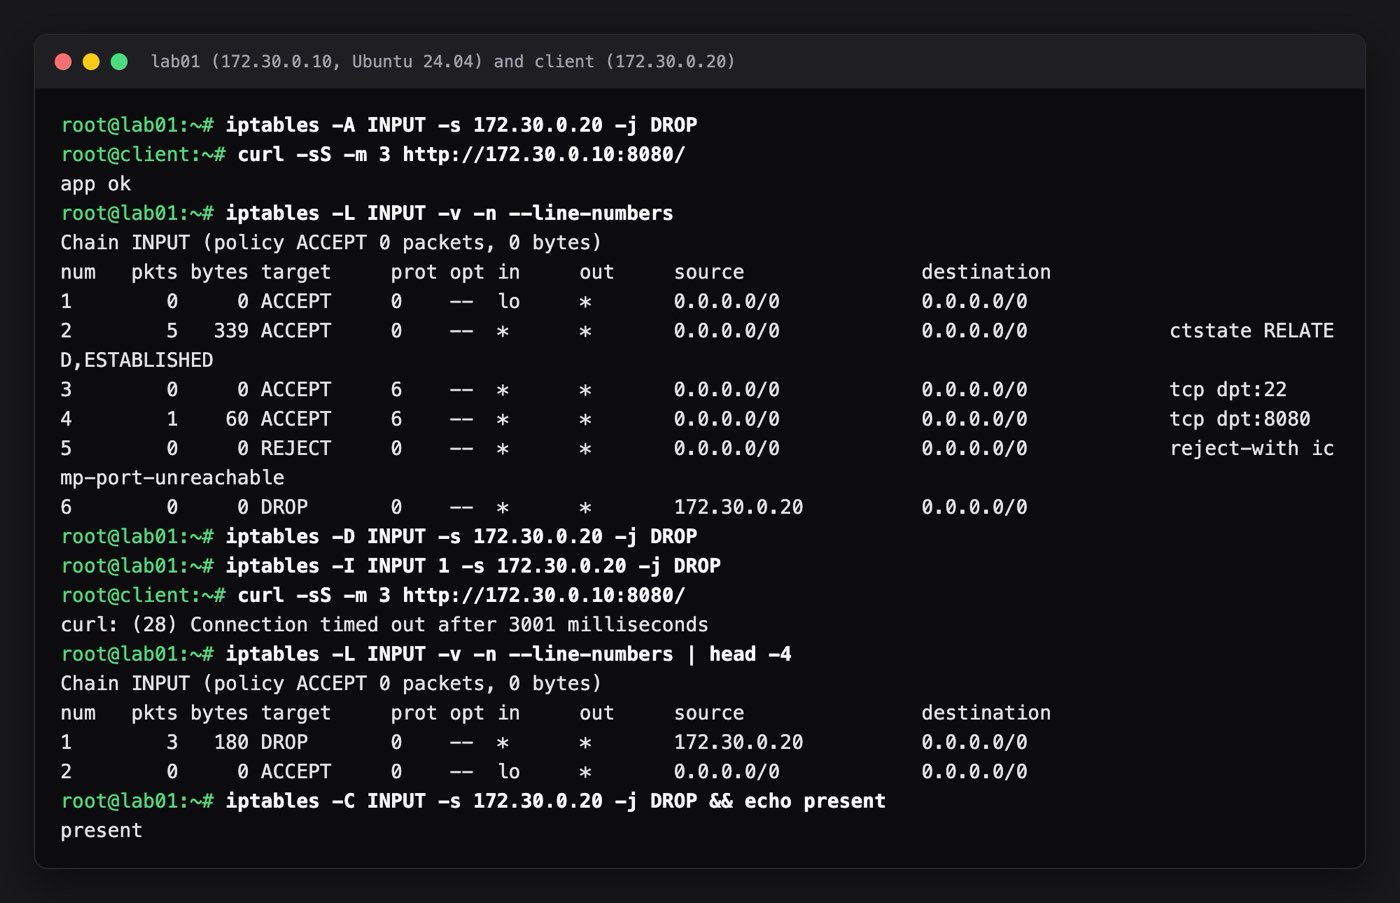 lab01 (172.30.0.10, Ubuntu 24.04) and client (172.30.0.20)
root@lab01:~# iptables -A INPUT -s 172.30.0.20 -j DROP
root@client:~# curl -sS -m 3 http://172.30.0.10:8080/
app ok
root@lab01:~# iptables -L INPUT -v -n --line-numbers
Chain INPUT (policy ACCEPT 0 packets, 0 bytes)
num   pkts bytes target     prot opt in     out     source               destination
1        0     0 ACCEPT     0    --  lo     *       0.0.0.0/0            0.0.0.0/0
2        5   339 ACCEPT     0    --  *      *       0.0.0.0/0            0.0.0.0/0            ctstate RELATE
D,ESTABLISHED
3        0     0 ACCEPT     6    --  *      *       0.0.0.0/0            0.0.0.0/0            tcp dpt:22
4        1    60 ACCEPT     6    --  *      *       0.0.0.0/0            0.0.0.0/0            tcp dpt:8080
5        0     0 REJECT     0    --  *      *       0.0.0.0/0            0.0.0.0/0            reject-with ic
mp-port-unreachable
6        0     0 DROP       0    --  *      *       172.30.0.20          0.0.0.0/0
root@lab01:~# iptables -D INPUT -s 172.30.0.20 -j DROP
root@lab01:~# iptables -I INPUT 1 -s 172.30.0.20 -j DROP
root@client:~# curl -sS -m 3 http://172.30.0.10:8080/
curl: (28) Connection timed out after 3001 milliseconds
root@lab01:~# iptables -L INPUT -v -n --line-numbers | head -4
Chain INPUT (policy ACCEPT 0 packets, 0 bytes)
num   pkts bytes target     prot opt in     out     source               destination
1        3   180 DROP       0    --  *      *       172.30.0.20          0.0.0.0/0
2        0     0 ACCEPT     0    --  lo     *       0.0.0.0/0            0.0.0.0/0
root@lab01:~# iptables -C INPUT -s 172.30.0.20 -j DROP && echo present
present